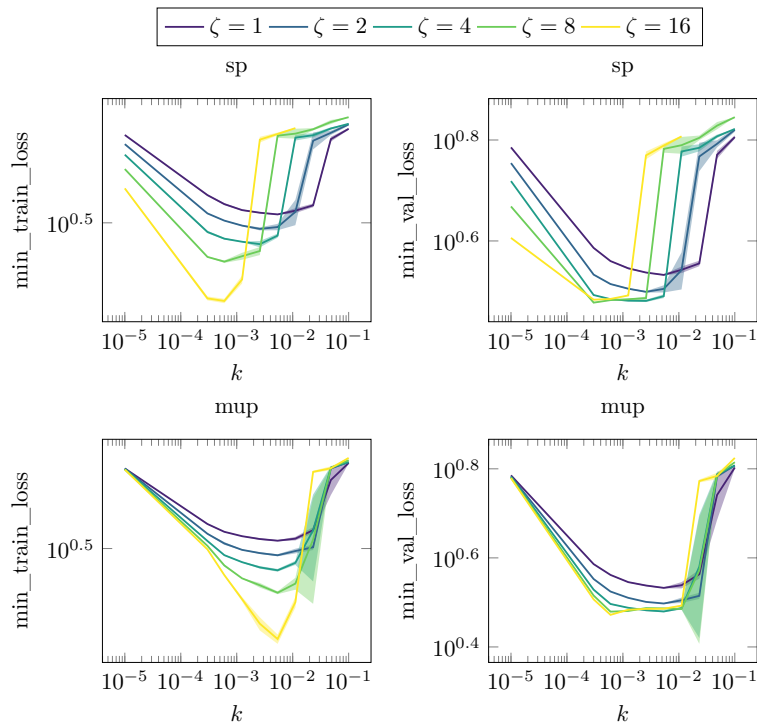 ζ = 1 ζ = 2 ζ = 4 ζ = 8 ζ = 16
sp
sp
min_train_loss
10^0.5
10^-5 10^-4 10^-3 10^-2 10^-1
k
min_val_loss
10^0.8
10^0.6
10^-5 10^-4 10^-3 10^-2 10^-1
k
mup
mup
min_train_loss
10^0.5
10^-5 10^-4 10^-3 10^-2 10^-1
k
min_val_loss
10^0.8
10^0.6
10^0.4
10^-5 10^-4 10^-3 10^-2 10^-1
k